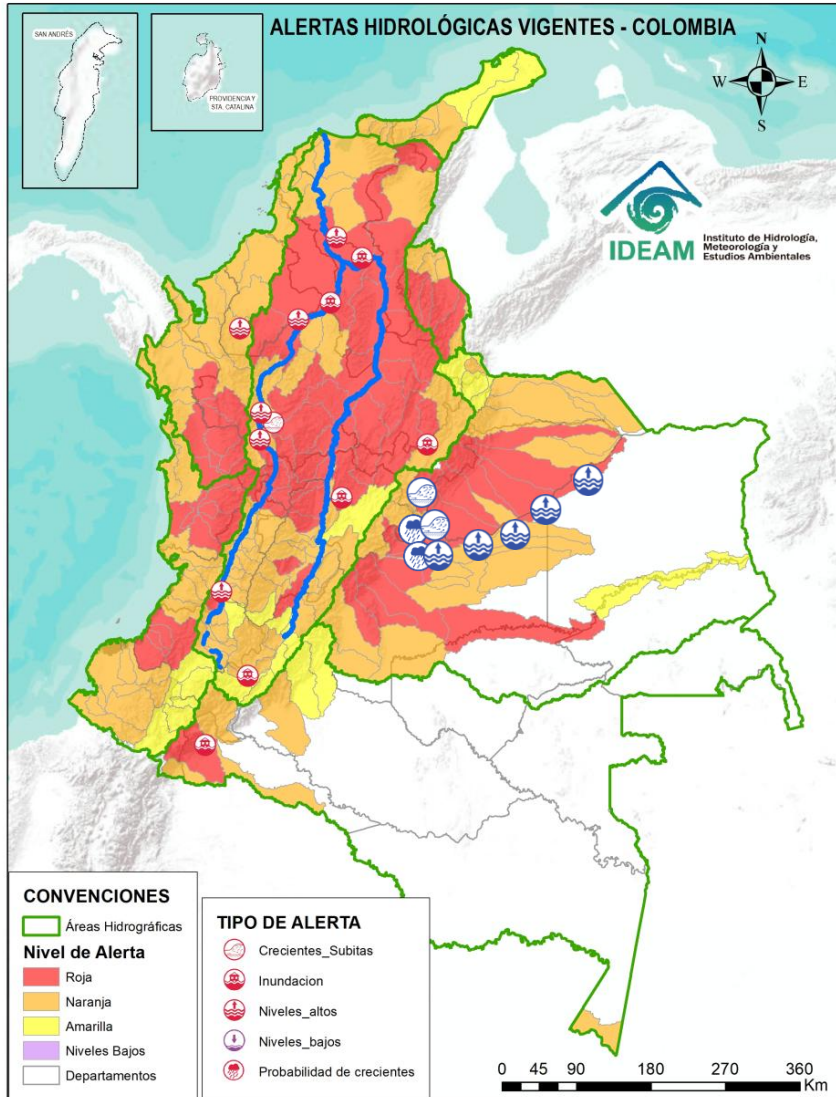 ALERTAS HIDROLÓGICAS VIGENTES - COLOMBIA
SAN ANDRÉS
PROVIDENCIA Y
STA. CATALINA
N
W
E
S
IDEAM
Instituto de Hidrología,
Meteorología y
Estudios Ambientales
CONVENCIONES
Áreas Hidrográficas
Nivel de Alerta
Roja
Naranja
Amarilla
Niveles Bajos
Departamentos
TIPO DE ALERTA
Crecientes_Subitas
Inundacion
Niveles_altos
Niveles_bajos
Probabilidad de crecientes
0 45 90 180 270 360
Km